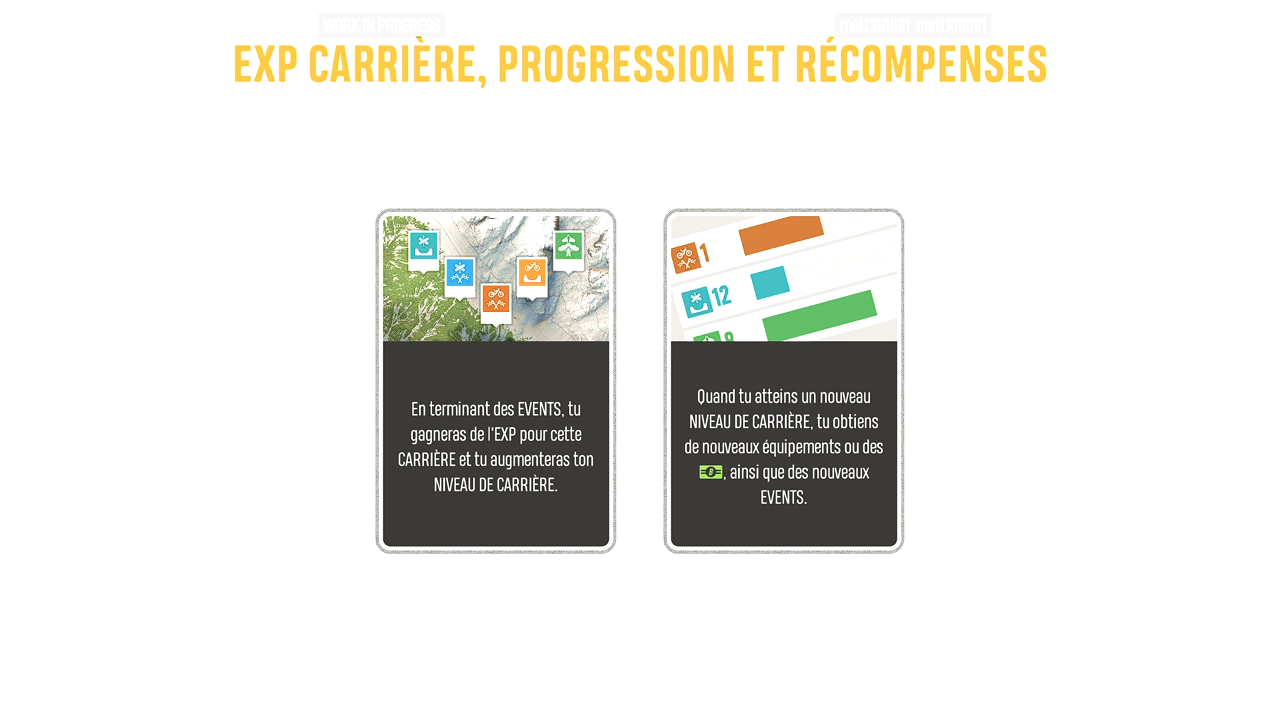 WORK IN PROGRESS
EXP CARRIÈRE, PROGRESSION ET RÉCOMPENSES
1
12
En terminant des EVENTS, tu
gagneras de l'EXP pour cette
CARRIÈRE et tu augmenteras ton
NIVEAU DE CARRIÈRE.
Quand tu atteins un nouveau
NIVEAU DE CARRIÈRE, tu obtiens
de nouveaux équipements ou des
, ainsi que des nouveaux
EVENTS.